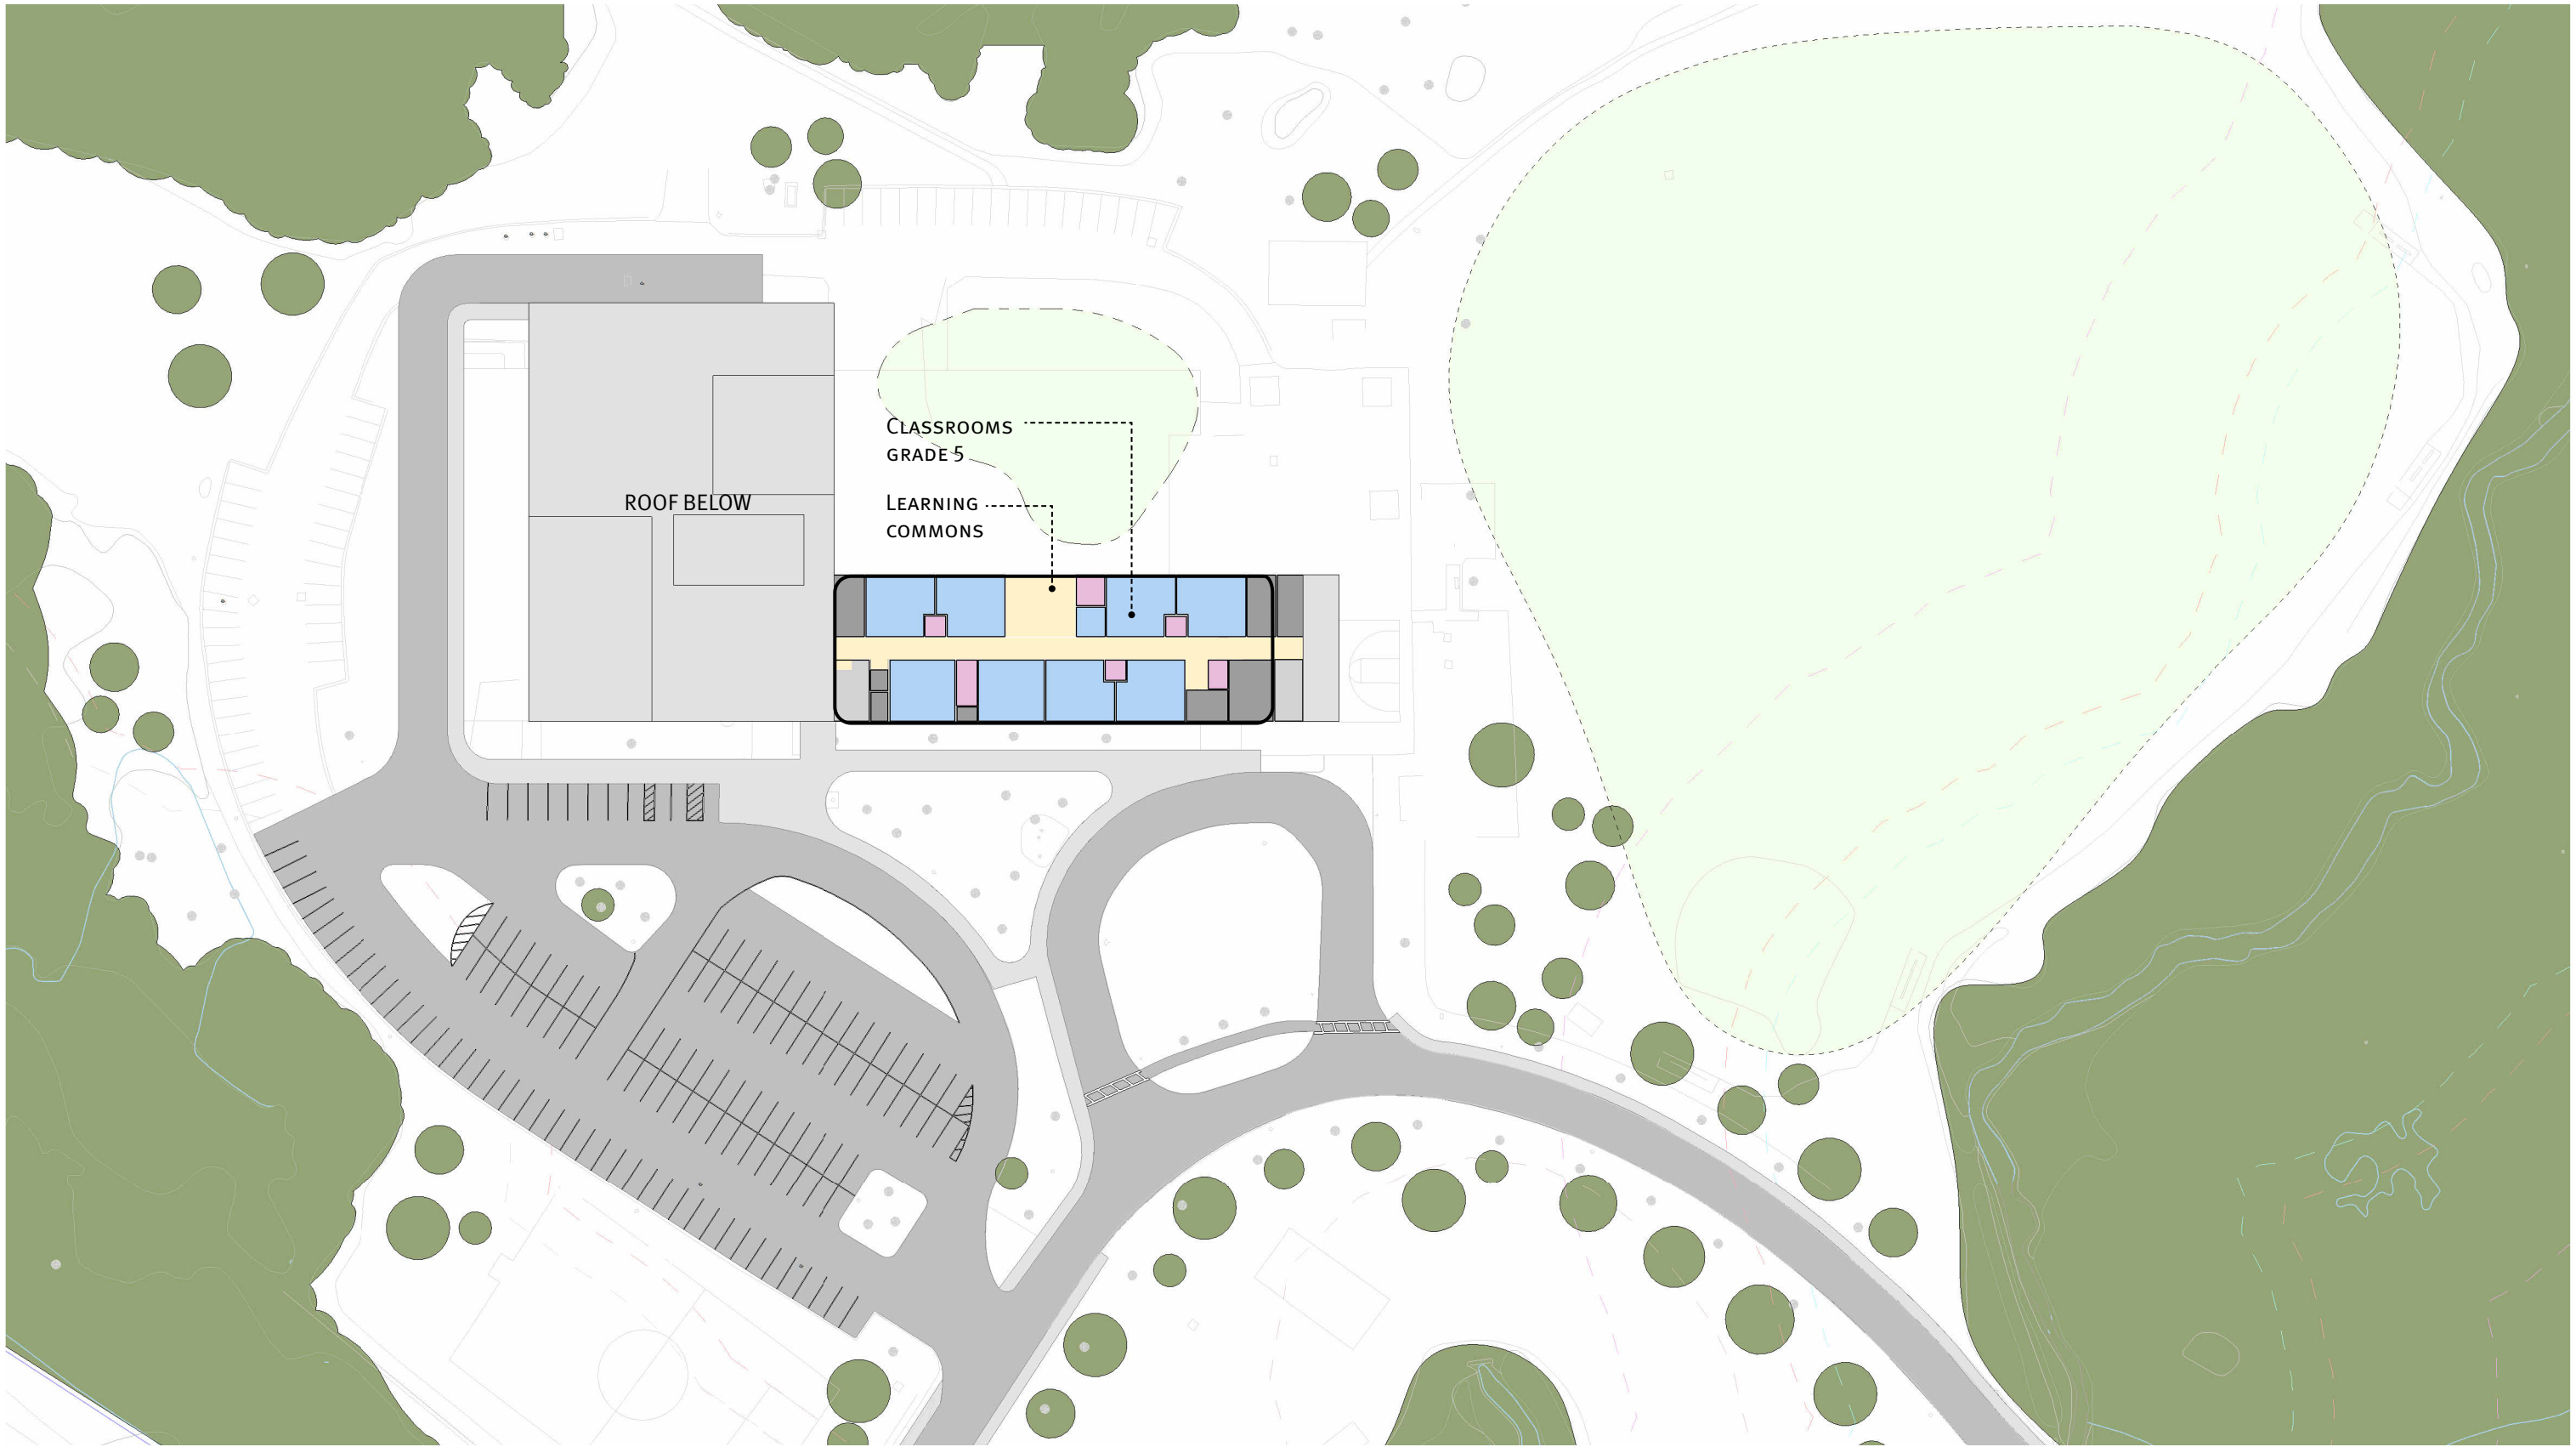 CLASSROOMS
GRADE 5
LEARNING
COMMONS
ROOF BELOW